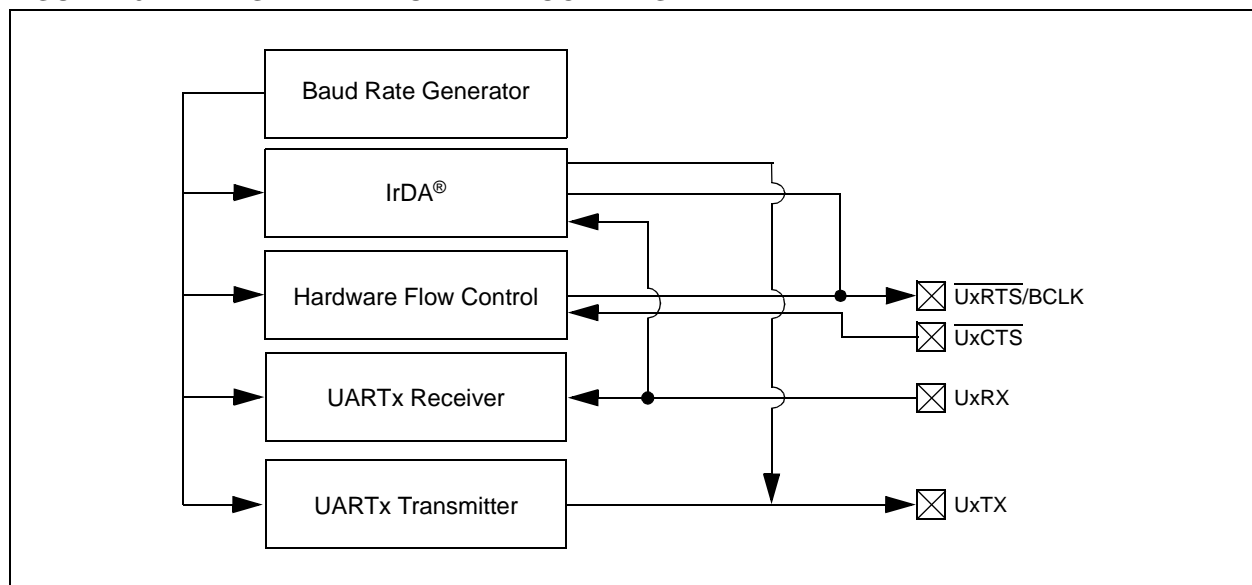 Baud Rate Generator
IrDA®
Hardware Flow Control
UxRTS/BCLK
UxCTS
UARTx Receiver
UxRX
UARTx Transmitter
UxTX